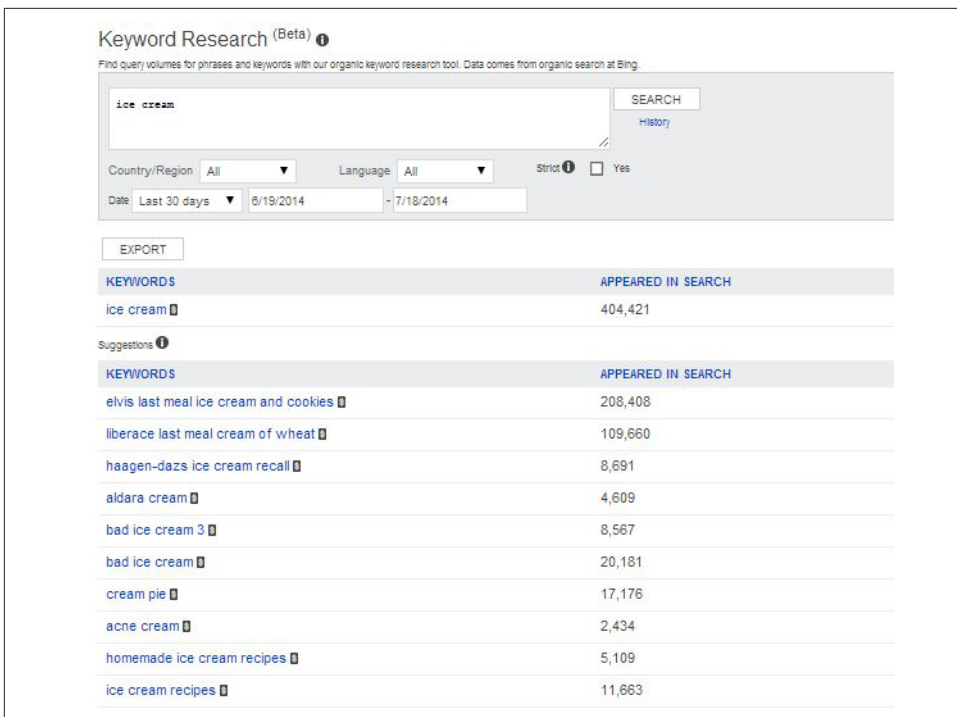 Keyword Research (Beta)
Find query volumes for phrases and keywords with our organic keyword research tool. Data comes from organic search at Bing.
ice cream
SEARCH
History
Country/Region All Language All Strict Yes
Date Last 30 days 6/19/2014 - 7/18/2014
EXPORT
KEYWORDS APPEARED IN SEARCH
ice cream 404,421
Suggestions
KEYWORDS APPEARED IN SEARCH
elvis last meal ice cream and cookies 208,408
liberace last meal cream of wheat 109,660
haagen-dazs ice cream recall 8,691
aldara cream 4,609
bad ice cream 3 8,567
bad ice cream 20,181
cream pie 17,176
acne cream 2,434
homemade ice cream recipes 5,109
ice cream recipes 11,663